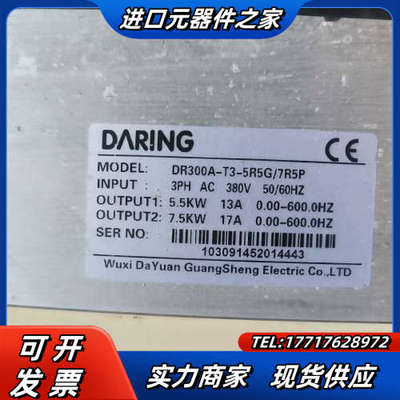 进口元器件之家
DAR!NG
CE
MODEL: DR300A-T3-5R5G/7R5P
INPUT : 3PH AC 380V 50/60HZ
OUTPUT1: 5.5KW 13A 0.00-600.0HZ
OUTPUT2: 7.5KW 17A 0.00-600.0HZ
SER NO:
103091452014443
Wuxi DaYuan GuangSheng Electric Co.,LTD
可开
发票
TEL:17717628972
实力商家 现货供应